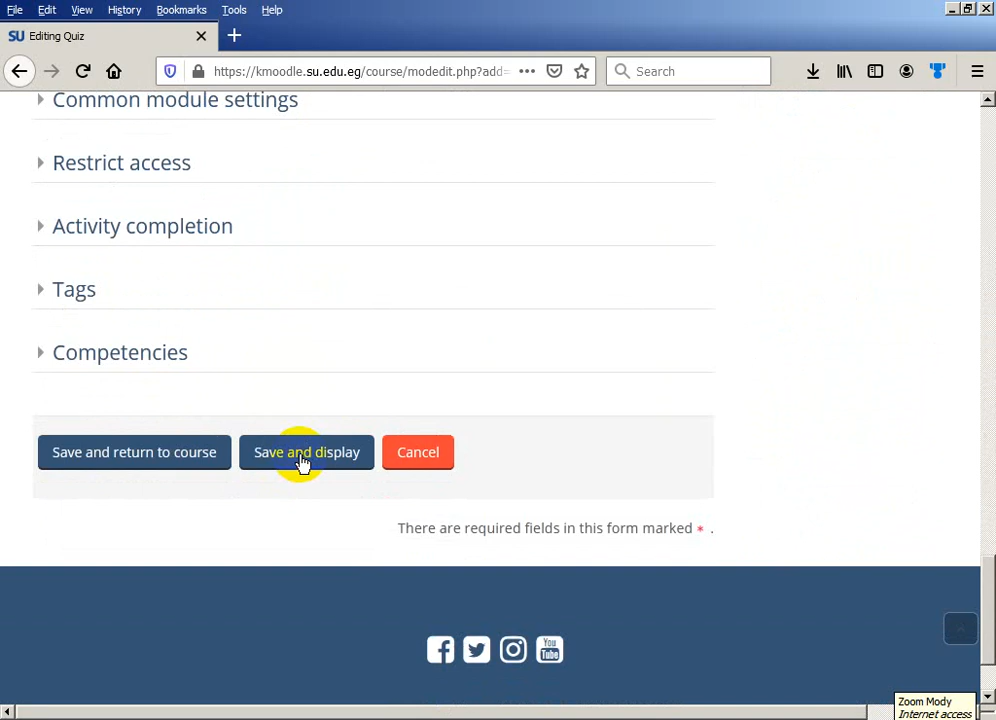 File Edit View History Bookmarks Tools Help
SU Editing Quiz
https://kmoodle.su.edu.eg/course/modedit.php?add=
Search
Common module settings
Restrict access
Activity completion
Tags
Competencies
Save and return to course Save and display Cancel
There are required fields in this form marked * .
You Tube
Zoom Mody
Internet access